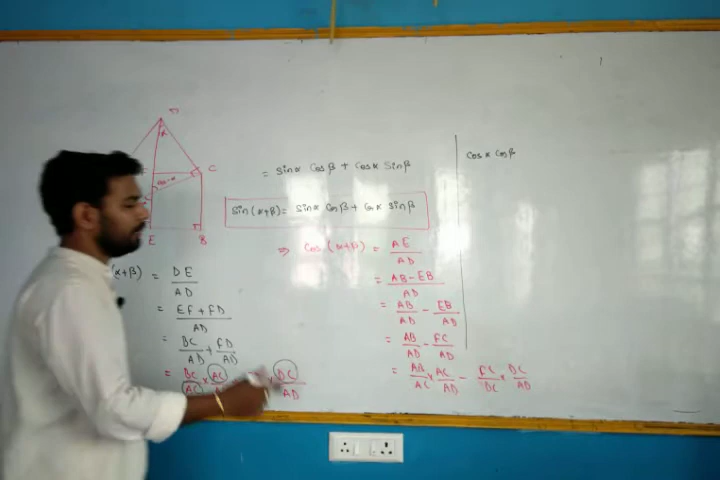 C
E
B
= sinα cosβ + cosα sinβ
sin(α+β) = sinα cosβ + cosα sinβ
(α+β) = DE/AD
= EF + FD/AD
= BC/AD + FD/AD
= BC/AC × AC
DC/AD
⇒ cos(α+β) = AE/AD
= AB - EB/AD
= AB/AD - EB/AD
= AB/AD - FC/AD
= AB/AC × AC/AD - FC/DC × DC/AD
cosα cosβ